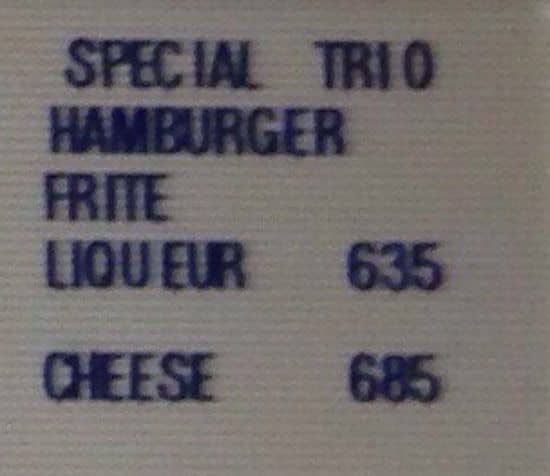 SPECIAL TRIO
HAMBURGER
FRITE
LIQUEUR 635
CHEESE 685